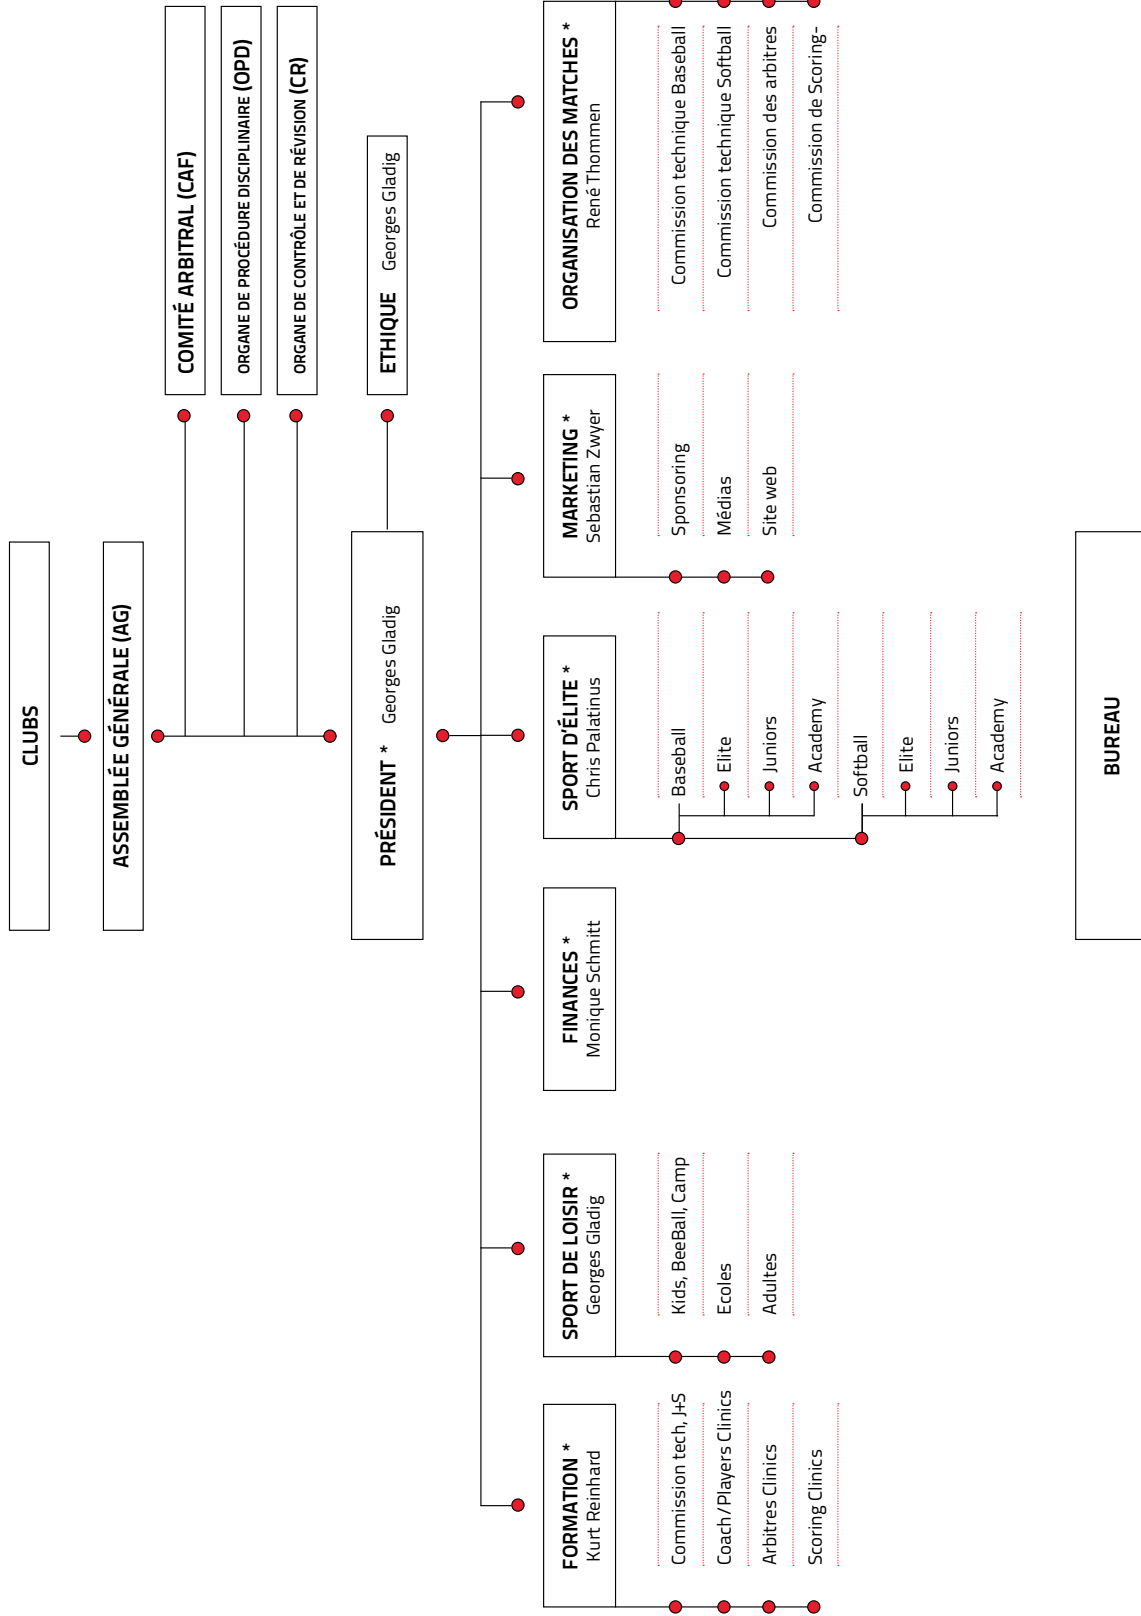 CLUBS
ASSEMBLÉE GÉNÉRALE (AG)
COMITÉ ARBITRAL (CAF)
ORGANE DE PROCÉDURE DISCIPLINAIRE (OPD)
ORGANE DE CONTRÔLE ET DE RÉVISION (CR)
PRÉSIDENT * Georges Gladig
ETHIQUE Georges Gladig
FORMATION *
Kurt Reinhard
Commission tech, J+S
Coach/Players Clinics
Arbitres Clinics
Scoring Clinics
SPORT DE LOISIR *
Georges Gladig
Kids, BeeBall, Camp
Ecoles
Adultes
FINANCES *
Monique Schmitt
SPORT D'ÉLITE *
Chris Palatinus
Baseball
Elite
Juniors
Academy
Softball
Elite
Juniors
Academy
MARKETING *
Sebastian Zwyer
Sponsoring
Médias
Site web
ORGANISATION DES MATCHES *
René Thommen
Commission technique Baseball
Commission technique Softball
Commission des arbitres
Commission de Scoring-
BUREAU